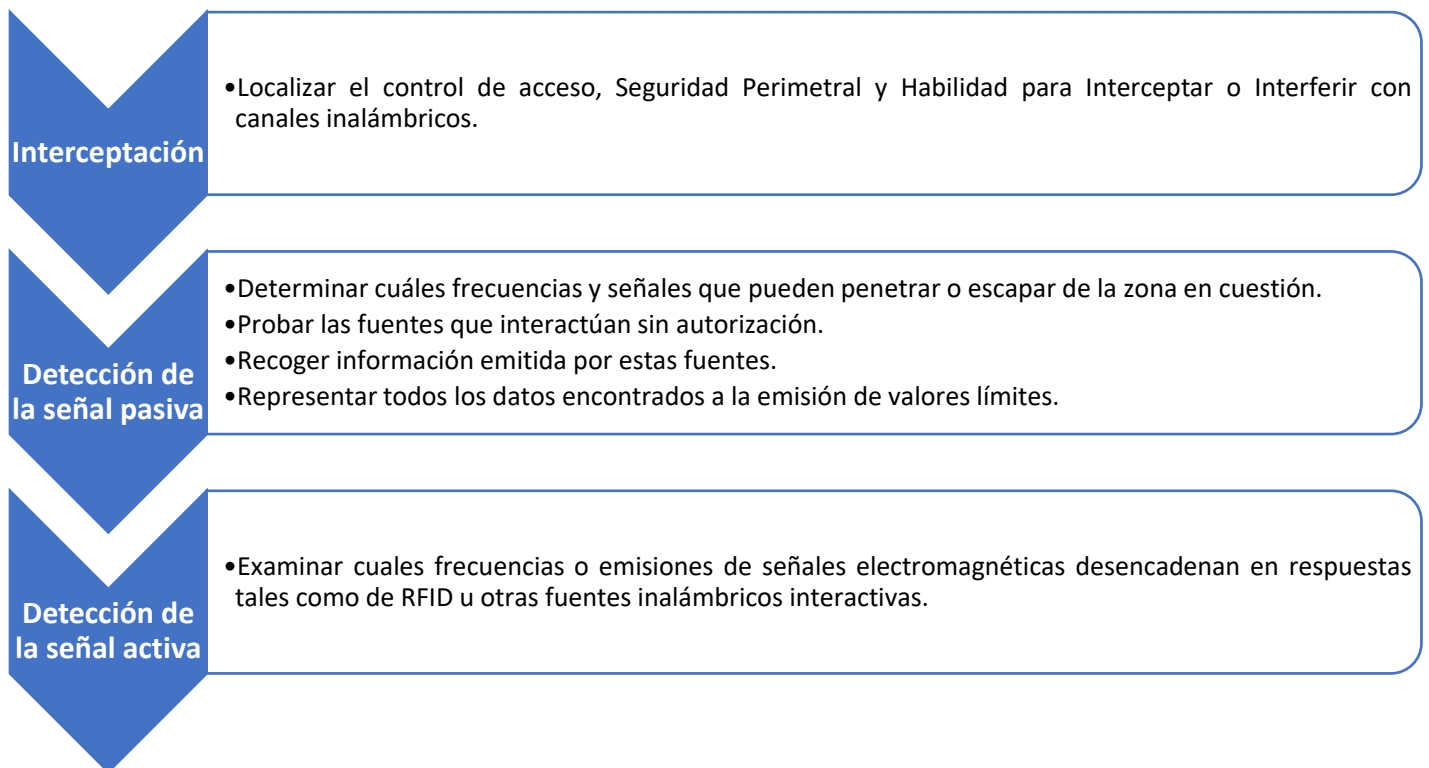 Interceptación
•Localizar el control de acceso, Seguridad Perimetral y Habilidad para Interceptar o Interferir con
canales inalámbricos.
Detección de
la señal pasiva
•Determinar cuáles frecuencias y señales que pueden penetrar o escapar de la zona en cuestión.
•Probar las fuentes que interactúan sin autorización.
•Recoger información emitida por estas fuentes.
•Representar todos los datos encontrados a la emisión de valores límites.
Detección de
la señal activa
•Examinar cuales frecuencias o emisiones de señales electromagnéticas desencadenan en respuestas
tales como de RFID u otras fuentes inalámbricos interactivas.